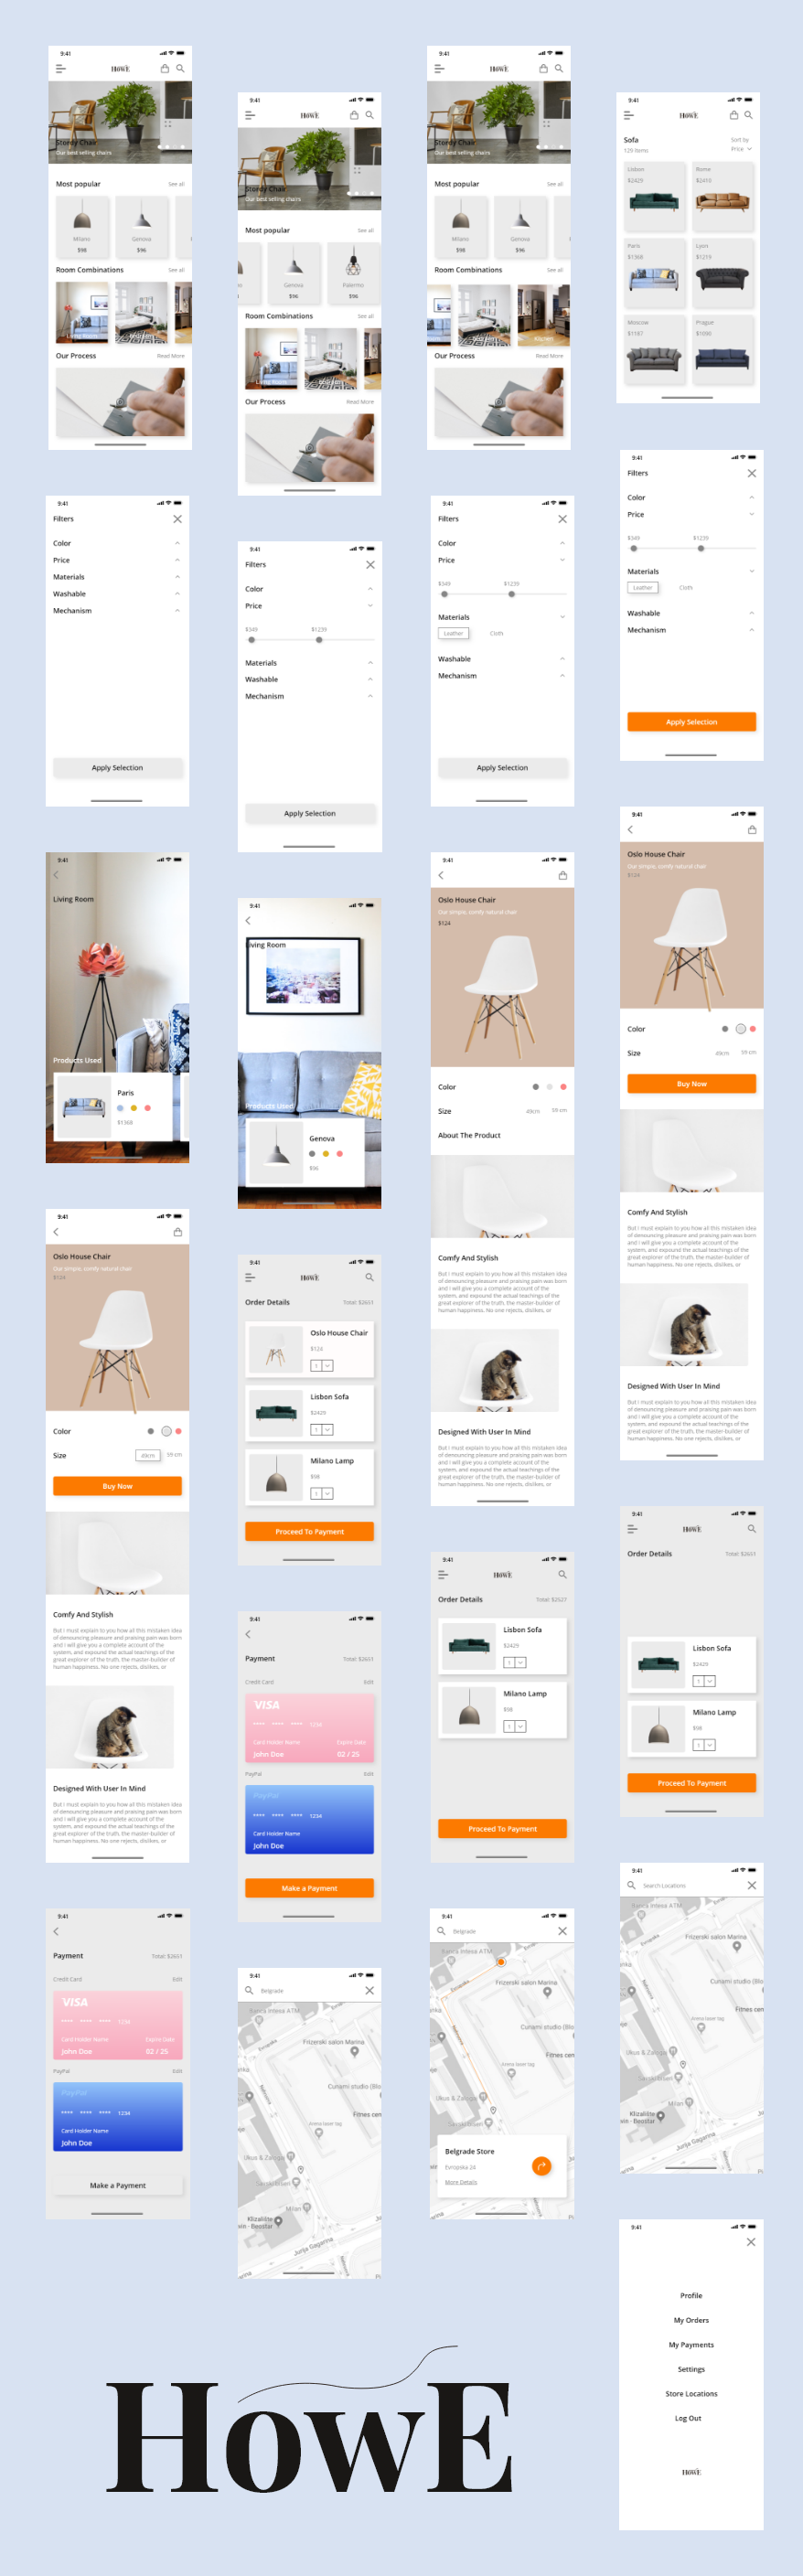 9:41
HOWE
Sturdy Chair
Our best selling chairs
Most popular
See all
Milano
Genova
$98
$96
Room Combinations
See all
Living Room
Our Process
Read More
9:41
HOWE
Sturdy Chair
Our best selling chairs
Most popular
See all
Genova
Palermo
$96
$96
Room Combinations
See all
Living Room
Our Process
Read More
9:41
HOWE
Sturdy Chair
Our best selling chairs
Most popular
See all
Milano
Genova
$98
$96
Room Combinations
See all
Kitchen
Our Process
Read More
9:41
HOWE
Sofa
Sort by
129 items
Price
Lisbon
Rome
$2429
$2410
Paris
Lyon
$1368
$1219
Moscow
Prague
$1187
$1090
9:41
Filters
Color
Price
Materials
Washable
Mechanism
Apply Selection
9:41
Filters
Color
Price
$349
$1239
Materials
Washable
Mechanism
Apply Selection
9:41
Filters
Color
Price
$349
$1239
Materials
Leather
Cloth
Washable
Mechanism
Apply Selection
9:41
Filters
Color
Price
$349
$1239
Materials
Leather
Cloth
Washable
Mechanism
Apply Selection
9:41
Living Room
Products Used
Paris
$1368
9:41
Living Room
Products Used
Genova
$96
9:41
Oslo House Chair
Our simple, comfy natural chair
$124
Color
Size
49cm
59 cm
About The Product
Comfy And Stylish
But I must explain to you how all this mistaken idea
of denouncing pleasure and praising pain was born
and I will give you a complete account of the
system, and expound the actual teachings of the
great explorer of the truth, the master-builder of
human happiness. No one rejects, dislikes, or
Designed With User In Mind
But I must explain to you how all this mistaken idea
of denouncing pleasure and praising pain was born
and I will give you a complete account of the
system, and expound the actual teachings of the
great explorer of the truth, the master-builder of
human happiness. No one rejects, dislikes, or
9:41
Oslo House Chair
Our simple, comfy natural chair
$124
Color
Size
49cm
59 cm
Buy Now
Comfy And Stylish
But I must explain to you how all this mistaken idea
of denouncing pleasure and praising pain was born
and I will give you a complete account of the
system, and expound the actual teachings of the
great explorer of the truth, the master-builder of
human happiness. No one rejects, dislikes, or
Designed With User In Mind
But I must explain to you how all this mistaken idea
of denouncing pleasure and praising pain was born
and I will give you a complete account of the
system, and expound the actual teachings of the
great explorer of the truth, the master-builder of
human happiness. No one rejects, dislikes, or
9:41
Oslo House Chair
Our simple, comfy natural chair
$124
Color
Size
49cm
59 cm
Buy Now
Comfy And Stylish
But I must explain to you how all this mistaken idea
of denouncing pleasure and praising pain was born
and I will give you a complete account of the
system, and expound the actual teachings of the
great explorer of the truth, the master-builder of
human happiness. No one rejects, dislikes, or
Designed With User In Mind
But I must explain to you how all this mistaken idea
of denouncing pleasure and praising pain was born
and I will give you a complete account of the
system, and expound the actual teachings of the
great explorer of the truth, the master-builder of
human happiness. No one rejects, dislikes, or
9:41
HOWE
Order Details
Total: $2651
Oslo House Chair
$124
1
Lisbon Sofa
$2429
1
Milano Lamp
$98
1
Proceed To Payment
9:41
HOWE
Order Details
Total: $2527
Lisbon Sofa
$2429
1
Milano Lamp
$98
1
Proceed To Payment
9:41
HOWE
Order Details
Total: $2651
Lisbon Sofa
$2429
1
Milano Lamp
$98
1
Proceed To Payment
9:41
Payment
Total: $2651
Credit Card
Edit
VISA
**** **** **** 1234
Card Holder Name
Expire Date
John Doe
02 / 25
PayPal
Edit
PayPal
**** **** **** 1234
Card Holder Name
John Doe
Make a Payment
9:41
Payment
Total: $2651
Credit Card
Edit
VISA
**** **** **** 1234
Card Holder Name
Expire Date
John Doe
02 / 25
PayPal
Edit
PayPal
**** **** **** 1234
Card Holder Name
John Doe
Make a Payment
9:41
Belgrade
Banca Intesa ATM
Frizerski salon Marina
Cunami studio (Blo
Fitnes cen
Arena laser tag
Ukus & Zalogaj
Milan
Klizalište
ein - Beostar
Jurija Gagarina
9:41
Belgrade
Banca Intesa ATM
Evropska
Frizerski salon Marina
Cunami studio (Blo
Fitnes cen
Arena laser tag
Ukus & Zalogaj
Belgrade Store
Evropska 24
More Details
9:41
Search Locations
Banca Intesa ATM
Evropska
Frizerski salon Marina
Cunami studio (Blo
Fitnes cen
Arena laser tag
Ukus & Zalogaj
Milan
Klizalište
ein - Beostar
Jurija Gagarina
9:41
Profile
My Orders
My Payments
Settings
Store Locations
Log Out
HOWE
HOWE